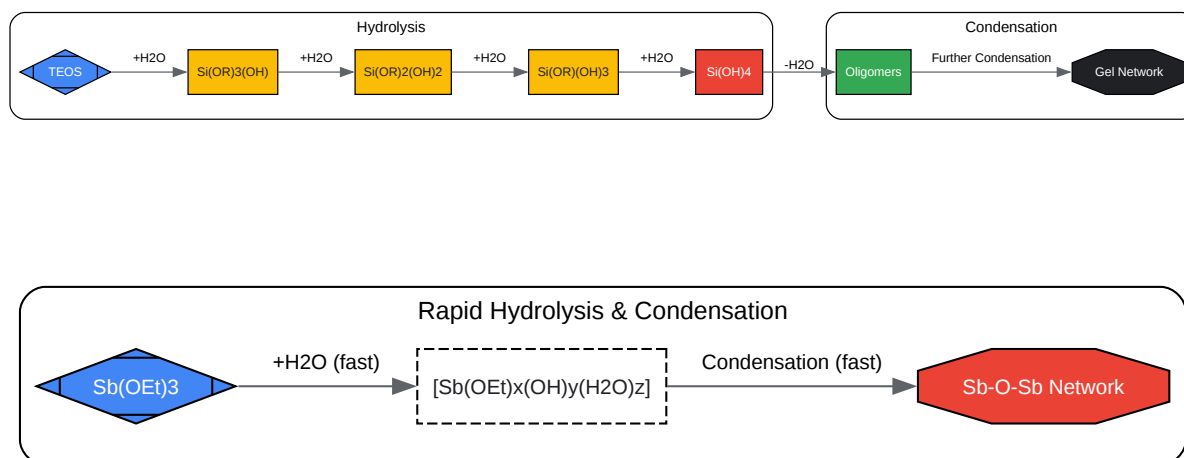 Hydrolysis
Condensation
TEOS
+H2O
Si(OR)3(OH)
+H2O
Si(OR)2(OH)2
+H2O
Si(OR)(OH)3
+H2O
Si(OH)4
-H2O
Oligomers
Further Condensation
Gel Network
Rapid Hydrolysis & Condensation
Sb(OEt)3
+H2O (fast)
[Sb(OEt)x(OH)y(H2O)z]
Condensation (fast)
Sb-O-Sb Network